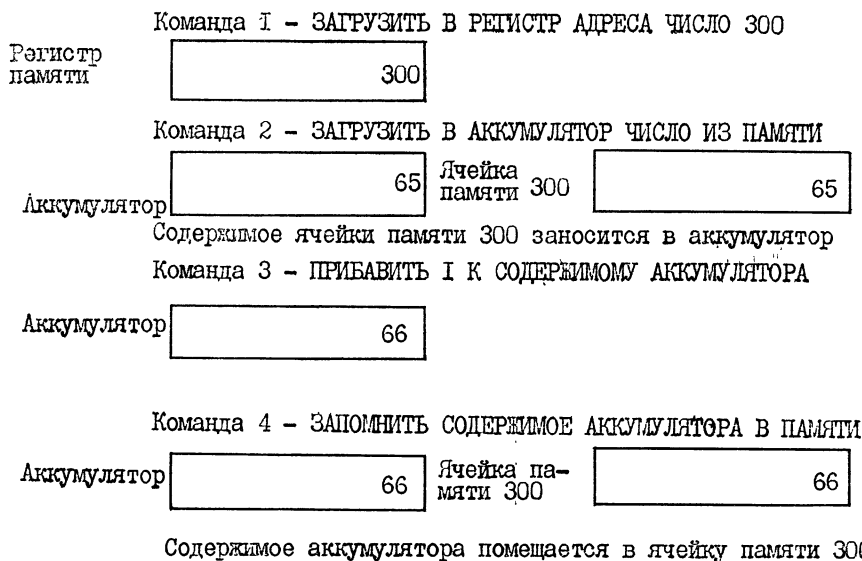 Команда I - ЗАГРУЗИТЬ В РЕГИСТР АДРЕСА ЧИСЛО 300
Регистр
памяти
300
Команда 2 - ЗАГРУЗИТЬ В АККУМУЛЯТОР ЧИСЛО ИЗ ПАМЯТИ
Аккумулятор
65
Ячейка
памяти 300
65
Содержимое ячейки памяти 300 заносится в аккумулятор
Команда 3 - ПРИБАВИТЬ I К СОДЕРЖИМОМУ АККУМУЛЯТОРА
Аккумулятор
66
Команда 4 - ЗАПОМНИТЬ СОДЕРЖИМОЕ АККУМУЛЯТОРА В ПАМЯТИ
Аккумулятор
66
Ячейка па-
мяти 300
66
Содержимое аккумулятора помещается в ячейку памяти 300